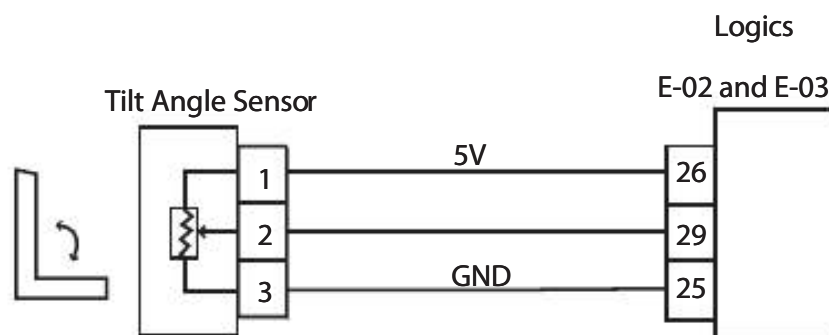 Logics
E-02 and E-03
Tilt Angle Sensor
1 5V 26
2 29
3 GND 25